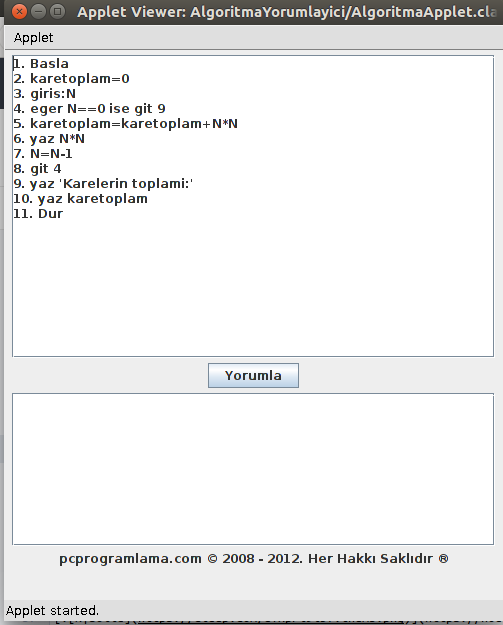 Applet Viewer: AlgoritmaYorumlayici/AlgoritmaApplet.cla
Applet
1. Basla
2. karetoplam=0
3. giris:N
4. eger N==0 ise git 9
5. karetoplam=karetoplam+N*N
6. yaz N*N
7. N=N-1
8. git 4
9. yaz 'Karelerin toplami:'
10. yaz karetoplam
11. Dur
Yorumla
pcprogramlama.com © 2008 - 2012. Her Hakkı Saklıdır ®
Applet started.